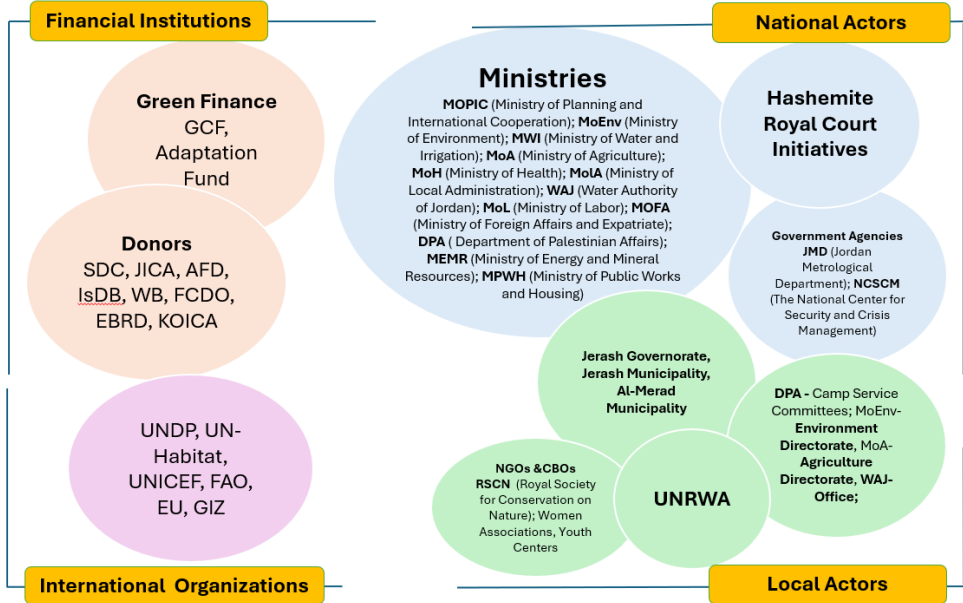 Financial Institutions
Green Finance
GCF,
Adaptation
Fund
Donors
SDC, JICA, AFD,
IsDB, WB, FCDO,
EBRD, KOICA
UNDP, UN-
Habitat,
UNICEF, FAO,
EU, GIZ
International Organizations
National Actors
Ministries
MOPIC (Ministry of Planning and
International Cooperation); MoEnv (Ministry
of Environment); MWI (Ministry of Water and
Irrigation); MoA (Ministry of Agriculture);
MoH (Ministry of Health); MolA (Ministry of
Local Administration); WAJ (Water Authority
of Jordan); MoL (Ministry of Labor); MOFA
(Ministry of Foreign Affairs and Expatriate);
DPA ( Department of Palestinian Affairs);
MEMR (Ministry of Energy and Mineral
Resources); MPWH (Ministry of Public Works
and Housing)
Hashemite
Royal Court
Initiatives
Government Agencies
JMD (Jordan
Metrological
Department); NCSCM
(The National Center for
Security and Crisis
Management)
Jerash Governorate,
Jerash Municipality,
Al-Merad
Municipality
DPA - Camp Service
Committees; MoEnv-
Environment
Directorate, MoA-
Agriculture
Directorate, WAJ-
Office;
NGOs &CBOs
RSCN (Royal Society
for Conservation on
Nature); Women
Associations, Youth
Centers
UNRWA
Local Actors